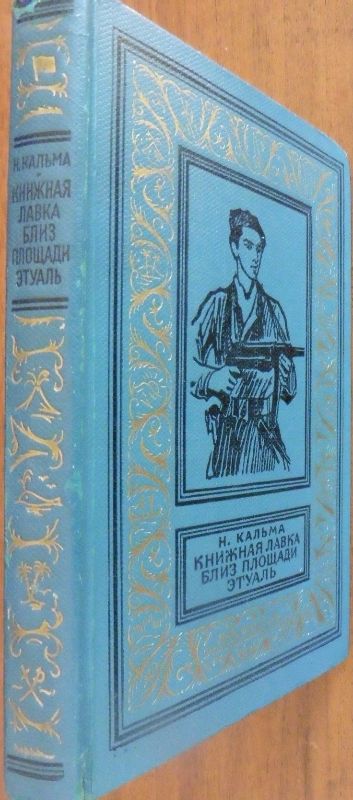 Н. КАЛЬМА
КНИЖНАЯ
ЛАВКА
БЛИЗ
ПЛОЩАДИ
ЭТУАЛЬ
Н. КАЛЬМА
КНИЖНАЯ ЛАВКА
БЛИЗ ПЛОЩАДИ
ЭТУАЛЬ